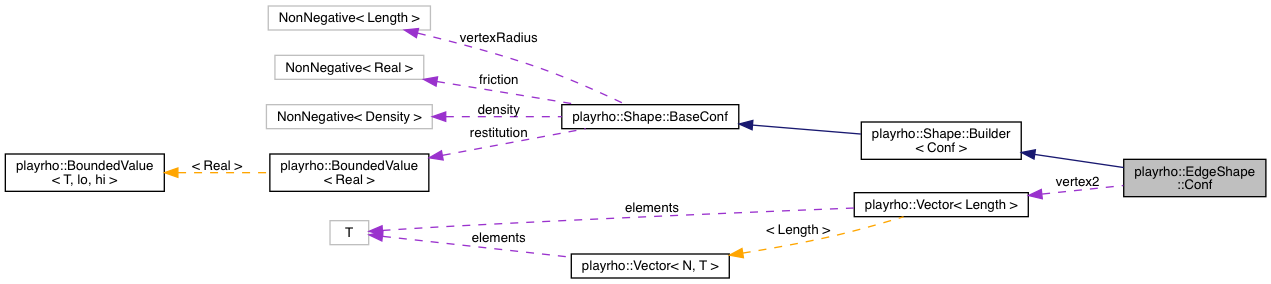 NonNegative< Length >
vertexRadius
NonNegative< Real >
friction
NonNegative< Density >
density
playrho::Shape::BaseConf
restitution
playrho::Shape::Builder
< Conf >
playrho::BoundedValue
< T, lo, hi >
< Real >
playrho::BoundedValue
< Real >
playrho::EdgeShape
::Conf
vertex2
playrho::Vector< Length >
elements
T
elements
< Length >
playrho::Vector< N, T >